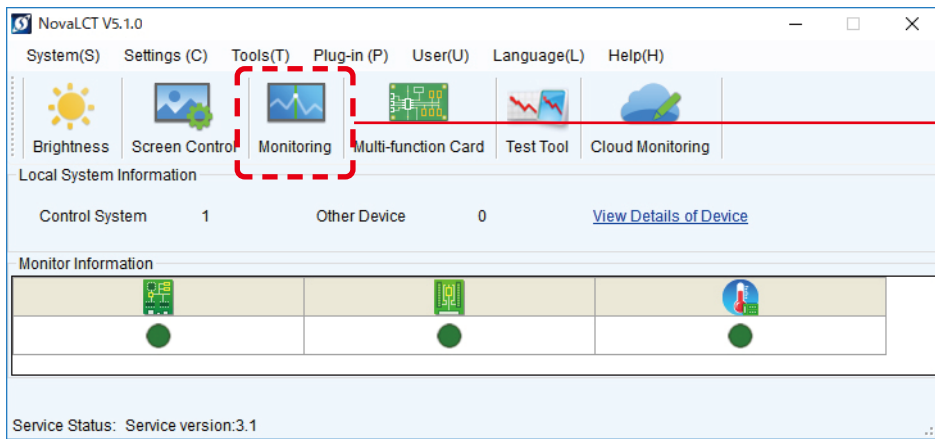 NovaLCT V5.1.0
System(S) Settings (C) Tools(T) Plug-in (P) User(U) Language(L) Help(H)
Brightness Screen Control Monitoring Multi-function Card Test Tool Cloud Monitoring
Local System Information
Control System 1 Other Device 0 View Details of Device
Monitor Information
Service Status: Service version:3.1